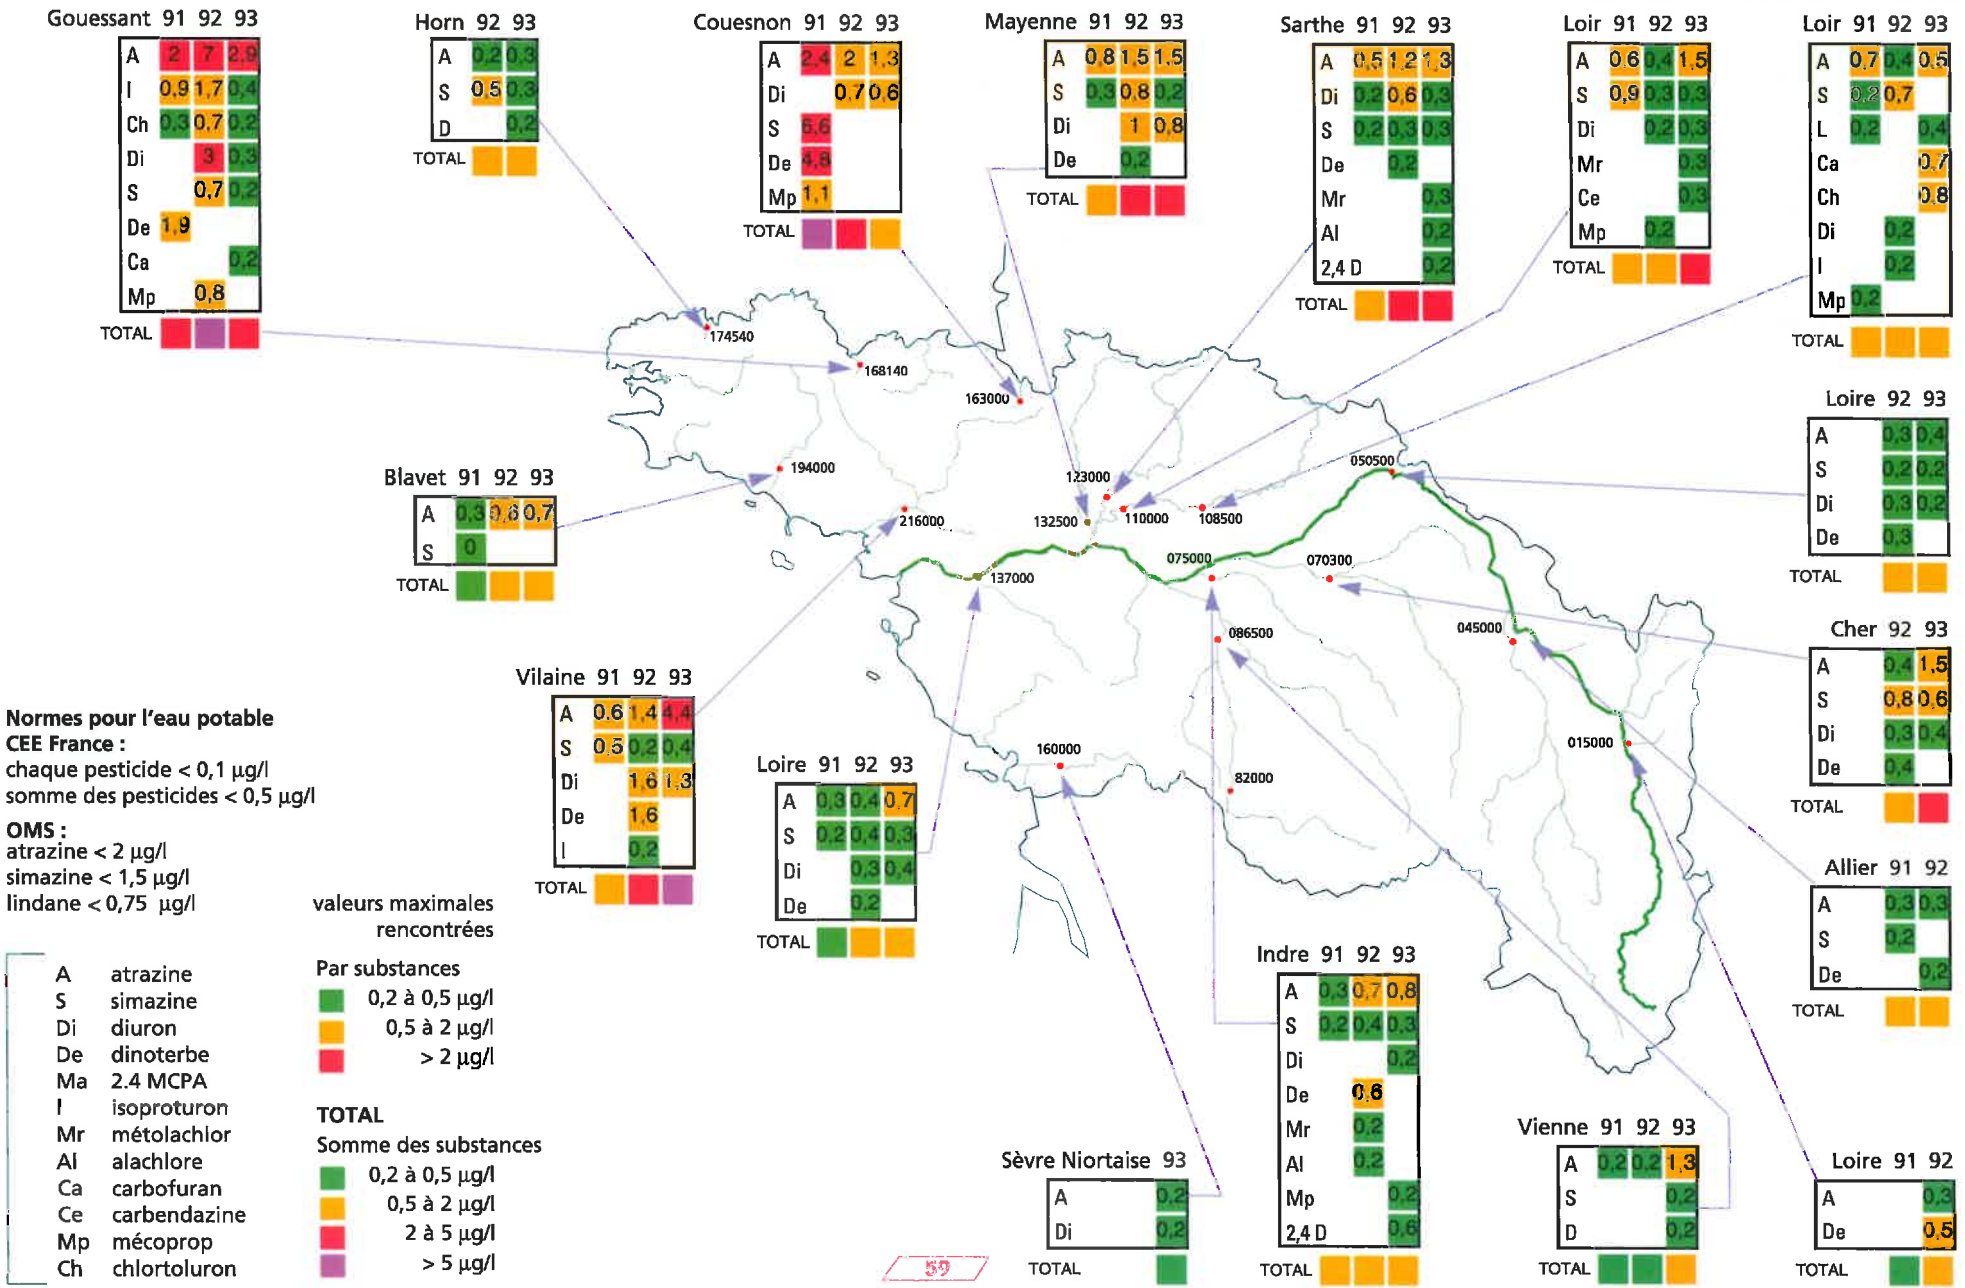 Gouessant 91 92 93
A 2 7 2,9
I 0,9 1,7 0,4
Ch 0,3 0,7 0,2
Di 3 0,3
S 0,7 0,2
De 1,9
Ca 0,2
Mp 0,8
TOTAL
Horn 92 93
A 0,2 0,3
S 0,5 0,3
D 0,2
TOTAL
Couesnon 91 92 93
A 2,4 2 1,3
Di 0,7 0,6
S 6,6
De 4,8
Mp 1,1
TOTAL
Mayenne 91 92 93
A 0,8 1,5 1,5
S 0,3 0,8 0,2
Di 1 0,8
De 0,2
TOTAL
Sarthe 91 92 93
A 0,5 1,2 1,3
Di 0,2 0,6 0,3
S 0,2 0,3 0,3
De 0,2
Mr 0,3
Al 0,2
2,4 D 0,2
TOTAL
Loir 91 92 93
A 0,6 0,4 1,5
S 0,9 0,3 0,3
Di 0,2 0,3
Mr 0,3
Ce 0,3
Mp 0,2
TOTAL
Loir 91 92 93
A 0,7 0,4 0,5
S 0,2 0,7
L 0,2 0,4
Ca 0,7
Ch 0,8
Di 0,2
I 0,2
Mp 0,2
TOTAL
174540
168140
163000
194000
216000
123000
132500
110000
108500
050500
137000
075000
070300
086500
045000
015000
160000
82000
Blavet 91 92 93
A 0,3 0,6 0,7
S 0
TOTAL
Loire 92 93
A 0,3 0,4
S 0,2 0,2
Di 0,3 0,2
De 0,3
TOTAL
Cher 92 93
A 0,4 1,5
S 0,8 0,6
Di 0,3 0,4
De 0,4
TOTAL
Vilaine 91 92 93
A 0,6 1,4 4,4
S 0,5 0,2 0,4
Di 1,6 1,3
De 1,6
I 0,2
TOTAL
Loire 91 92 93
A 0,3 0,4 0,7
S 0,2 0,4 0,3
Di 0,3 0,4
De 0,2
TOTAL
Allier 91 92
A 0,3 0,3
S 0,2
De 0,2
TOTAL
Indre 91 92 93
A 0,3 0,7 0,8
S 0,2 0,4 0,3
Di 0,2
De 0,6
Mr 0,2
Al 0,2
Mp 0,2
2,4 D 0,6
TOTAL
Sèvre Niortaise 93
A 0,2
Di 0,2
TOTAL
Vienne 91 92 93
A 0,2 0,2 1,3
S 0,2
D 0,2
TOTAL
Loire 91 92
A 0,3
De 0,5
TOTAL
Normes pour l'eau potable
CEE France :
chaque pesticide < 0,1 µg/l
somme des pesticides < 0,5 µg/l
OMS :
atrazine < 2 µg/l
simazine < 1,5 µg/l
lindane < 0,75 µg/l
A atrazine
S simazine
Di diuron
De dinoterbe
Ma 2.4 MCPA
I isoproturon
Mr métolachlor
Al alachlore
Ca carbofuran
Ce carbendazine
Mp mécoprop
Ch chlortoluron
valeurs maximales
rencontrées
Par substances
0,2 à 0,5 µg/l
0,5 à 2 µg/l
> 2 µg/l
TOTAL
Somme des substances
0,2 à 0,5 µg/l
0,5 à 2 µg/l
2 à 5 µg/l
> 5 µg/l
59